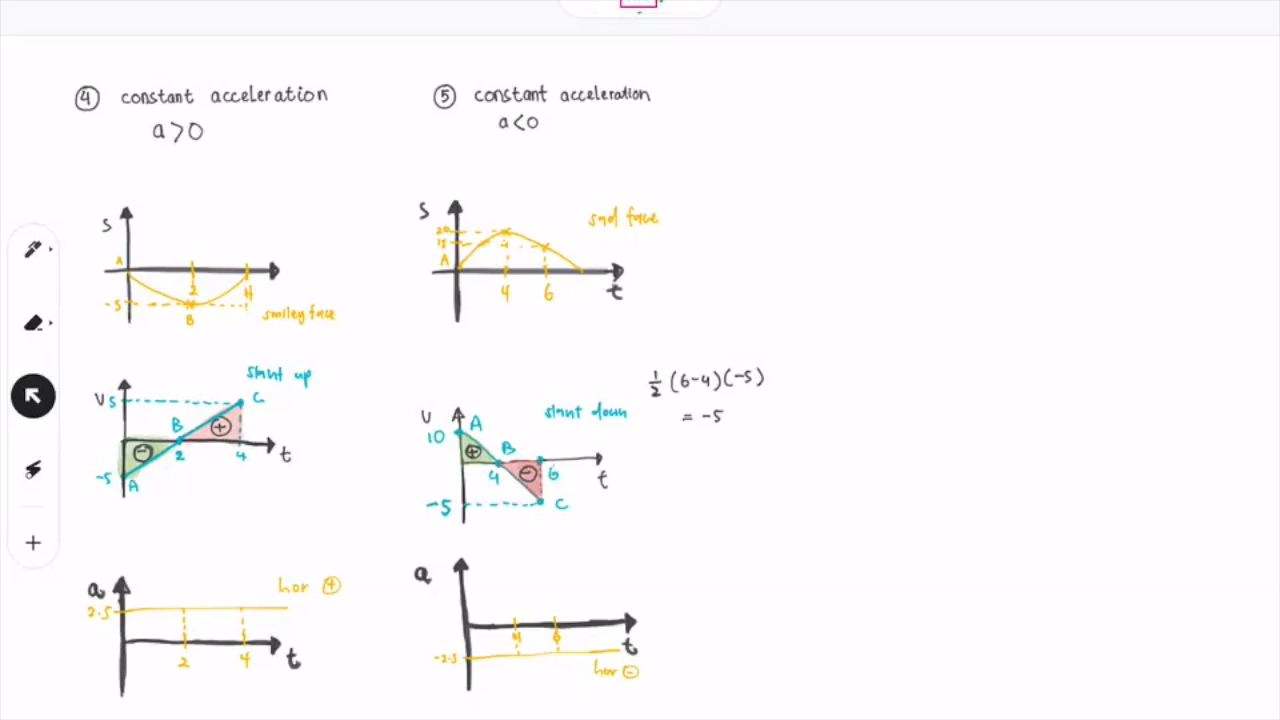 ④ constant acceleration
a>0
⑤ constant acceleration
a<0
s
A
2
4
-5
B
smiley face
s
20
15
A
4
6
t
sad face
slant up
v
5
C
B
⊕
⊖
2
4
t
-5
A
slant down
v
A
10
⊕
B
4
⊖
6
t
-5
C
½ (6-4)(-5)
= -5
a
hor ⊕
2.5
2
4
t
a
4
6
t
-2.5
hor ⊖